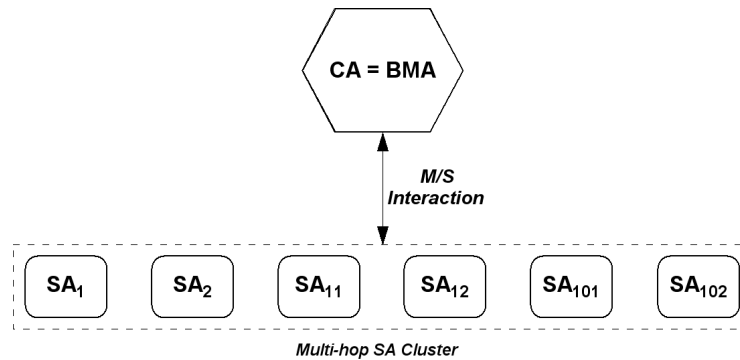 CA = BMA
M/S
Interaction
SA₁ SA₂ SA₁₁ SA₁₂ SA₁₀₁ SA₁₀₂
Multi-hop SA Cluster